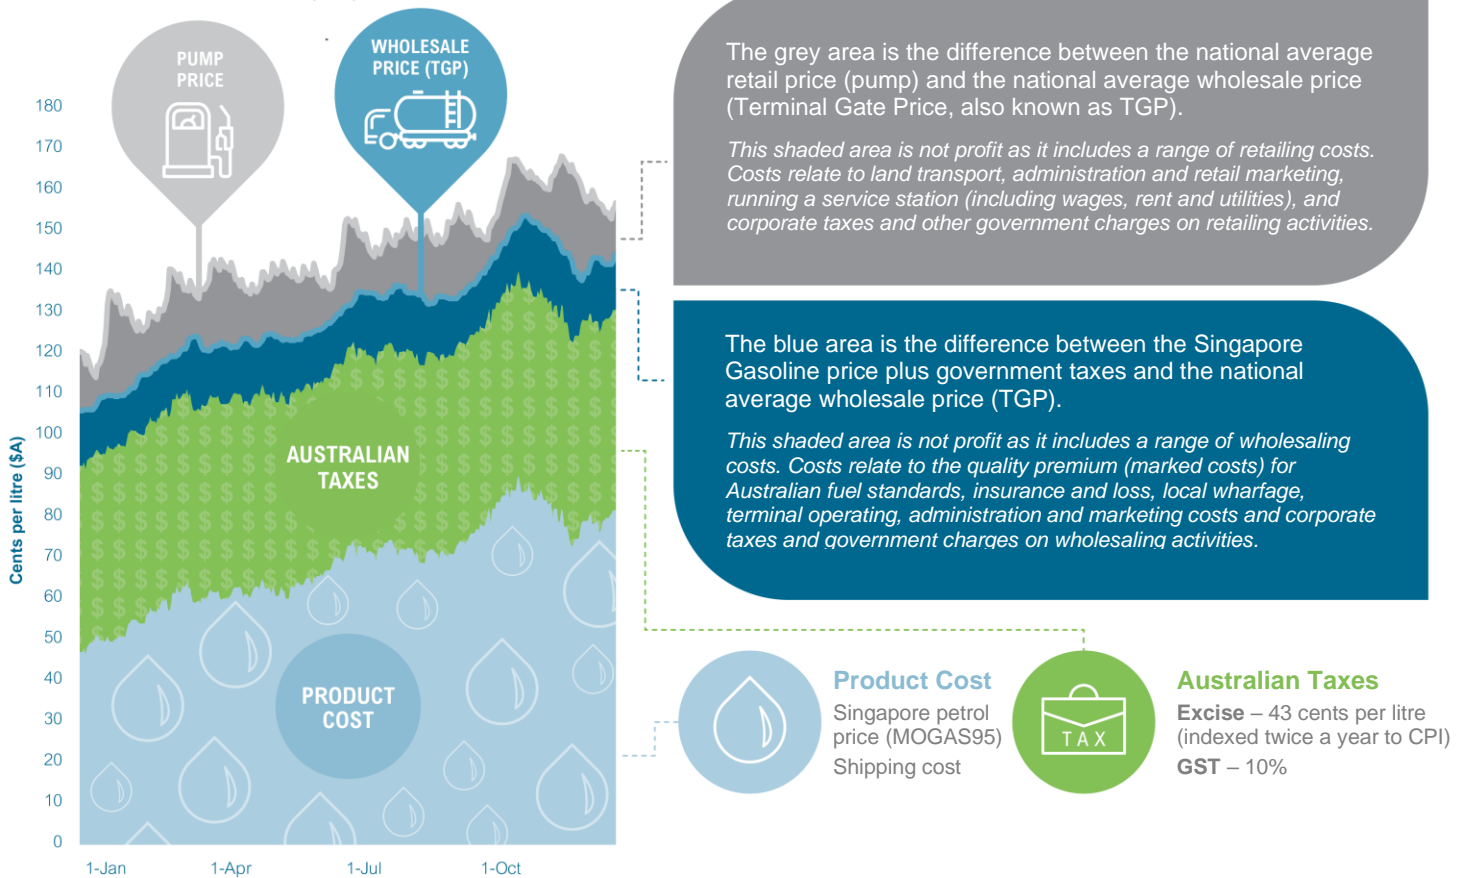 PUMP
PRICE
WHOLESALE
PRICE (TGP)
Cents per litre ($A)
180
170
160
150
140
130
120
110
100
90
80
70
60
50
40
30
20
10
0
1-Jan
1-Apr
1-Jul
1-Oct
AUSTRALIAN
TAXES
PRODUCT
COST
The grey area is the difference between the national average
retail price (pump) and the national average wholesale price
(Terminal Gate Price, also known as TGP).
This shaded area is not profit as it includes a range of retailing costs.
Costs relate to land transport, administration and retail marketing,
running a service station (including wages, rent and utilities), and
corporate taxes and other government charges on retailing activities.
The blue area is the difference between the Singapore
Gasoline price plus government taxes and the national
average wholesale price (TGP).
This shaded area is not profit as it includes a range of wholesaling
costs. Costs relate to the quality premium (marked costs) for
Australian fuel standards, insurance and loss, local wharfage,
terminal operating, administration and marketing costs and corporate
taxes and government charges on wholesaling activities.
Product Cost
Singapore petrol
price (MOGAS95)
Shipping cost
TAX
Australian Taxes
Excise – 43 cents per litre
(indexed twice a year to CPI)
GST – 10%